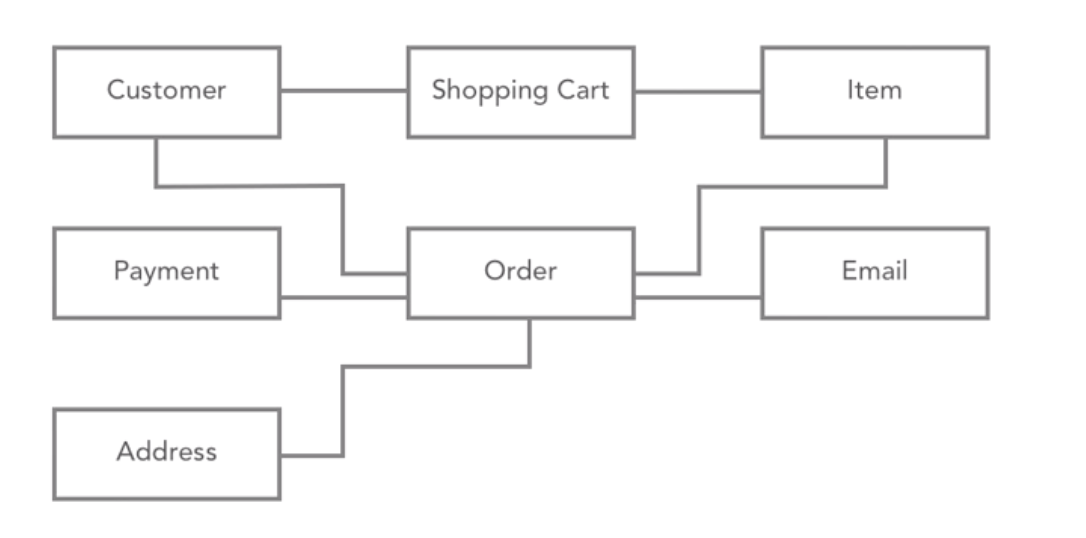 Customer
Shopping Cart
Item
Payment
Order
Email
Address